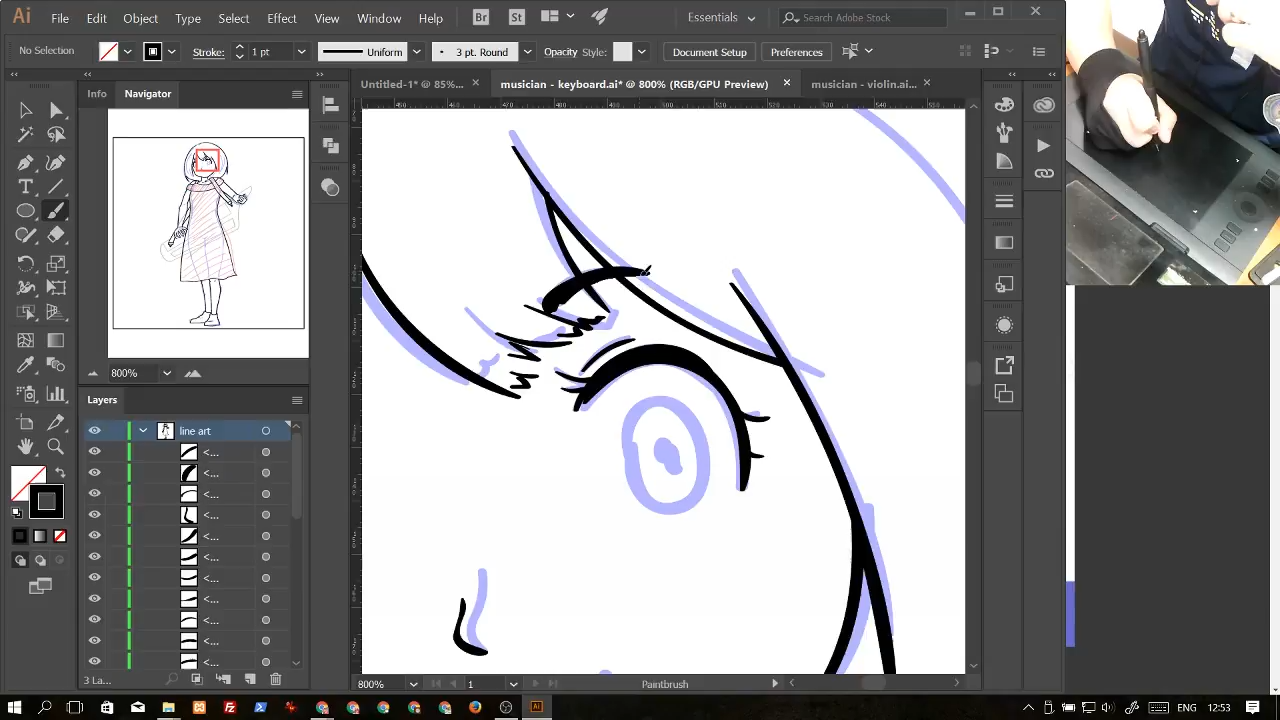 Ai File Edit Object Type Select Effect View Window Help Br St Essentials Search Adobe Stock
No Selection Stroke: 1 pt Uniform 3 pt. Round Opacity Style: Document Setup Preferences
Untitled-1* @ 85%... × musician - keyboard.ai* @ 800% (RGB/GPU Preview) × musician - violin.ai... ×
Info Navigator
800%
Layers
line art
<...
<...
<...
<...
<...
<...
<...
<...
<...
<...
<...
3 La...
800% 1 Paintbrush
ENG 12:53